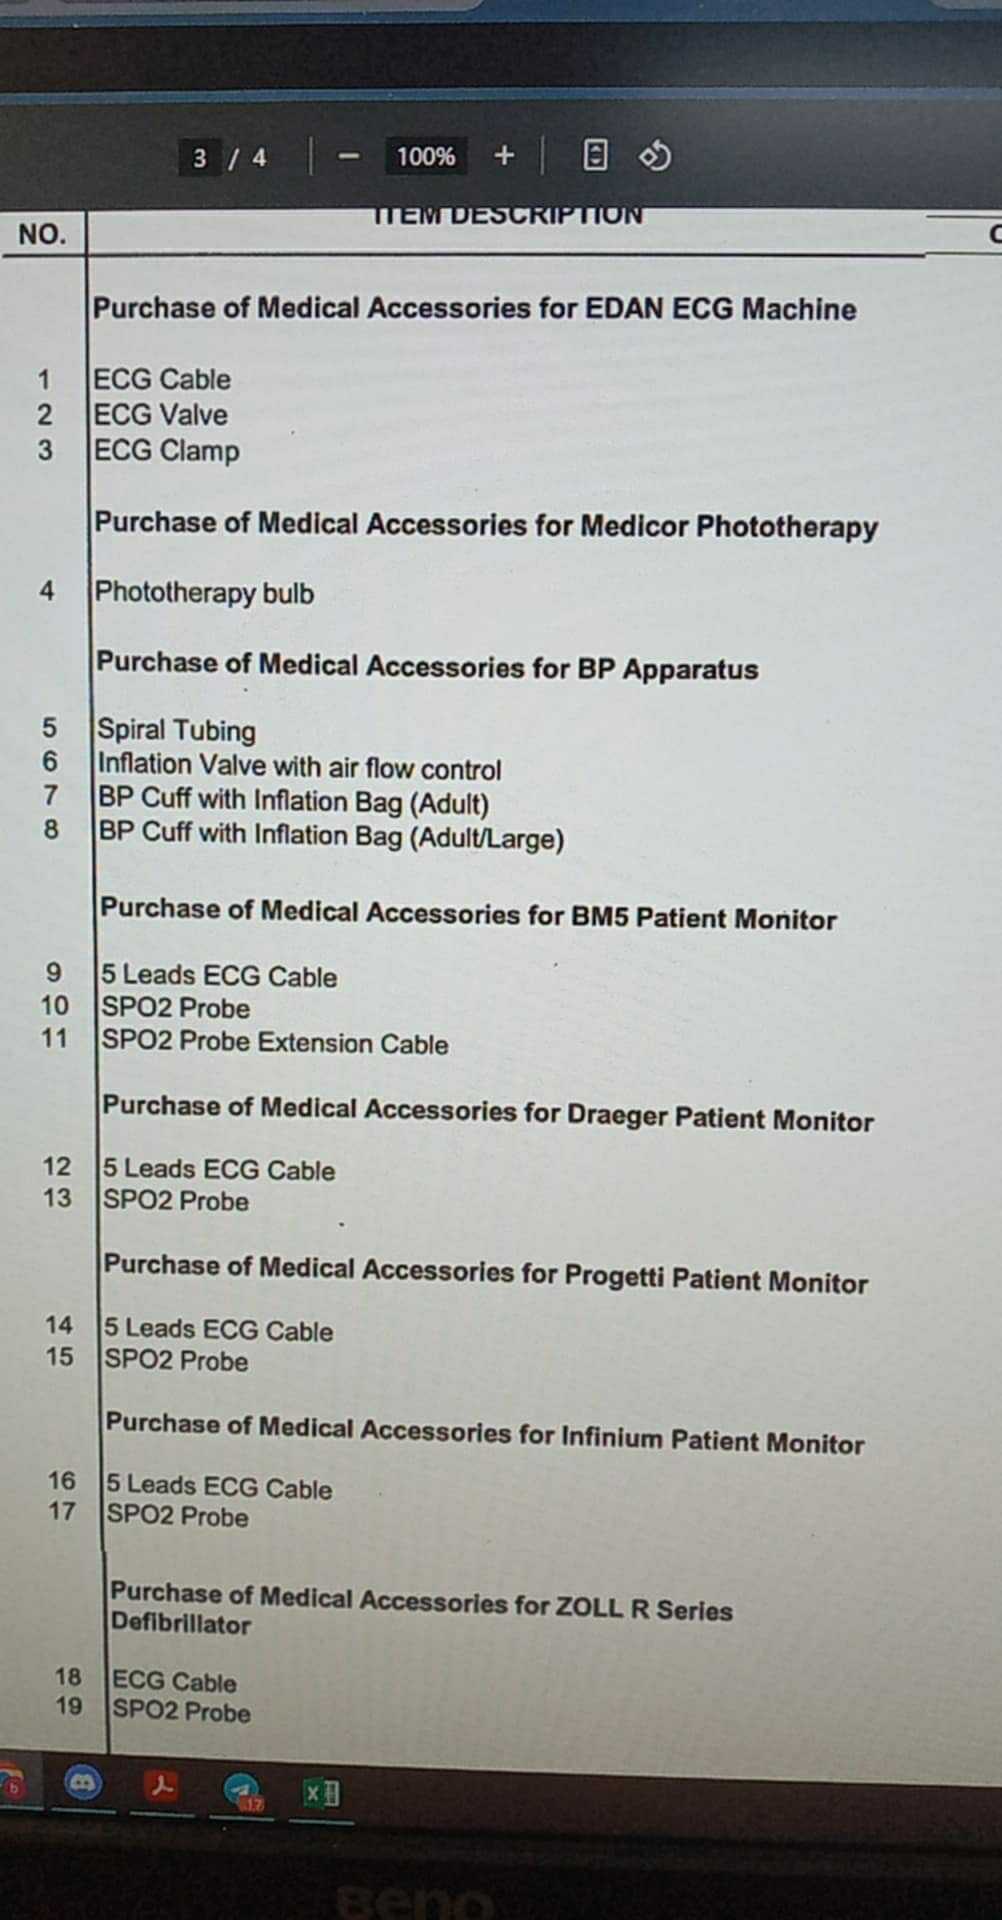 3 / 4 − 100% +
NO. ITEM DESCRIPTION
Purchase of Medical Accessories for EDAN ECG Machine
1 ECG Cable
2 ECG Valve
3 ECG Clamp
Purchase of Medical Accessories for Medicor Phototherapy
4 Phototherapy bulb
Purchase of Medical Accessories for BP Apparatus
5 Spiral Tubing
6 Inflation Valve with air flow control
7 BP Cuff with Inflation Bag (Adult)
8 BP Cuff with Inflation Bag (Adult/Large)
Purchase of Medical Accessories for BM5 Patient Monitor
9 5 Leads ECG Cable
10 SPO2 Probe
11 SPO2 Probe Extension Cable
Purchase of Medical Accessories for Draeger Patient Monitor
12 5 Leads ECG Cable
13 SPO2 Probe
Purchase of Medical Accessories for Progetti Patient Monitor
14 5 Leads ECG Cable
15 SPO2 Probe
Purchase of Medical Accessories for Infinium Patient Monitor
16 5 Leads ECG Cable
17 SPO2 Probe
Purchase of Medical Accessories for ZOLL R Series
Defibrillator
18 ECG Cable
19 SPO2 Probe
BenQ